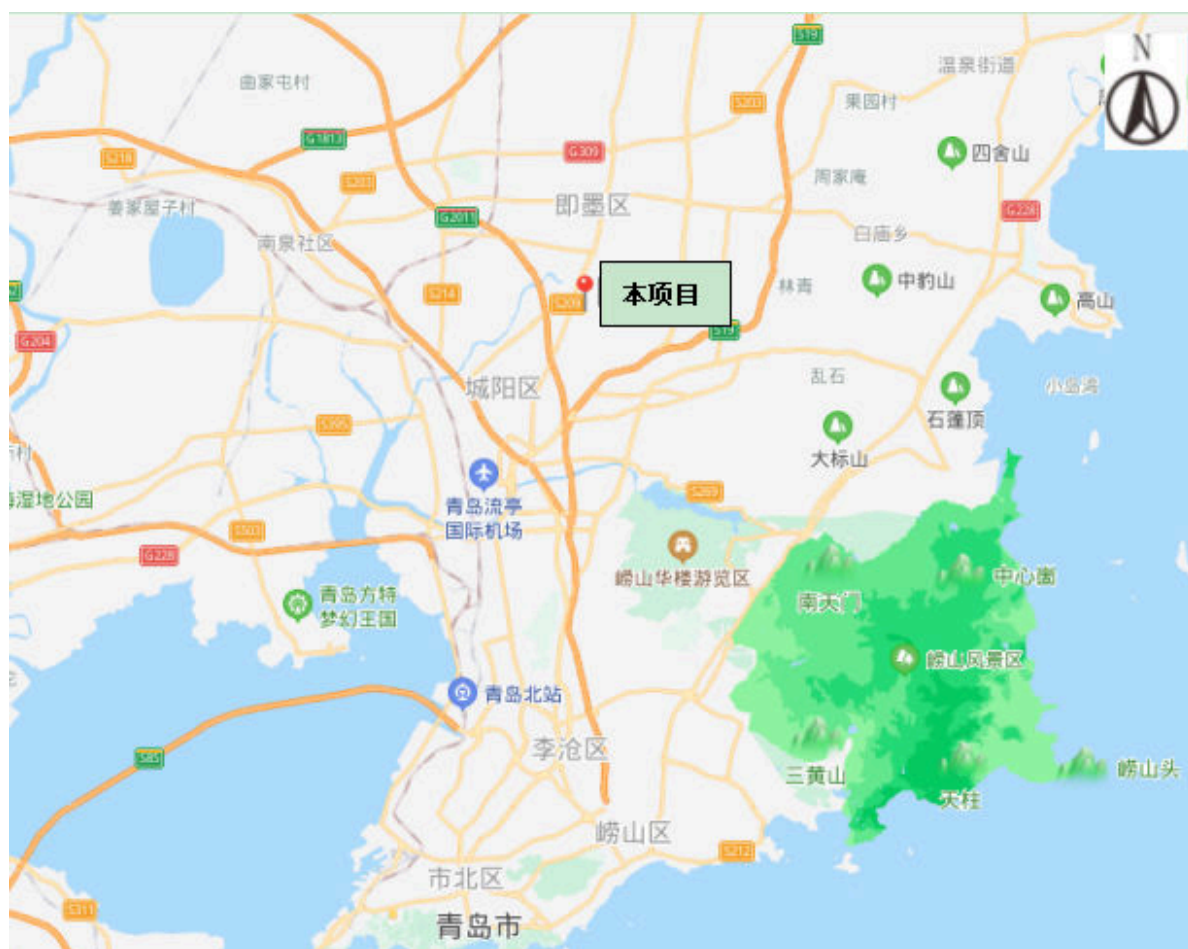 S19
N
温泉街道
曲家屯村
果园村
S203
G1813
G309
S218
四舍山
S203
周家庵
姜家屋子村
即墨区
G2011
G228
南泉社区
白庙乡
中豹山
林青
高山
S214
S209
本项目
S19
G204
城阳区
乱石
小岛湾
石蓬顶
S395
大标山
青岛流亭
国际机场
S269
湿地公园
S503
G228
崂山华楼游览区
中心崮
南天门
青岛方特
梦幻王国
崂山风景区
青岛北站
李沧区
S85
三黄山
崂山头
天柱
崂山区
S212
市北区
S311
青岛市